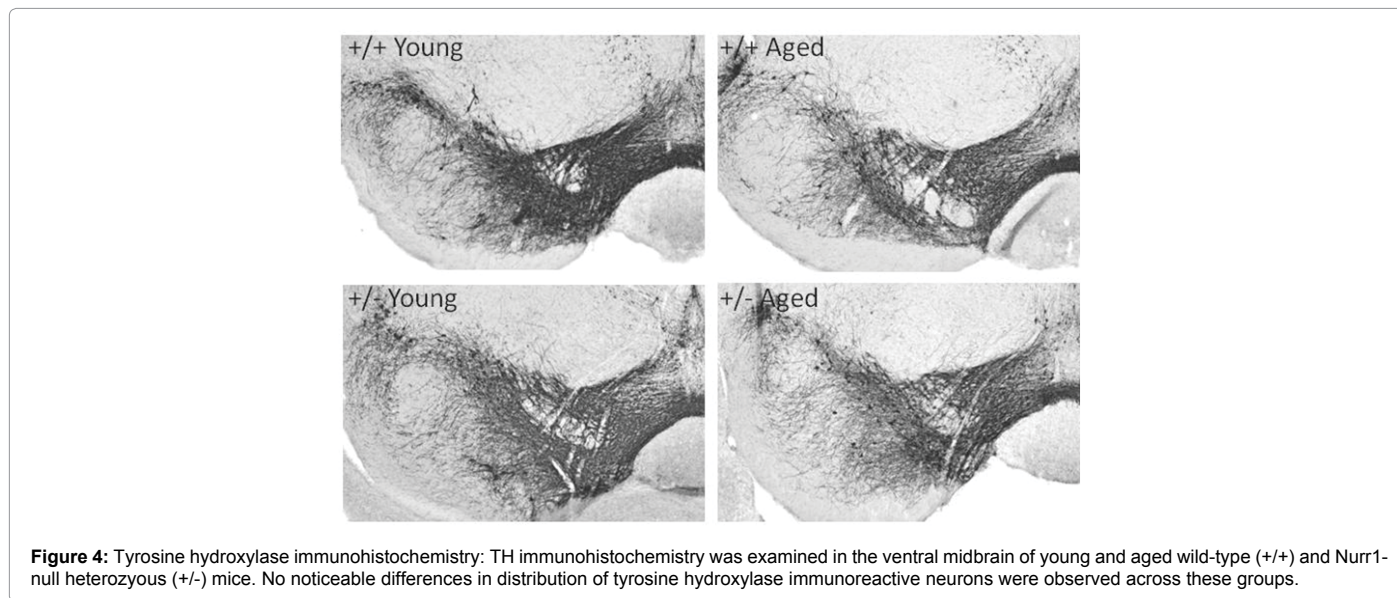 +/+ Young
+/+ Aged
+/- Young
+/- Aged
Figure 4: Tyrosine hydroxylase immunohistochemistry: TH immunohistochemistry was examined in the ventral midbrain of young and aged wild-type (+/+) and Nurr1-
null heterozyous (+/-) mice. No noticeable differences in distribution of tyrosine hydroxylase immunoreactive neurons were observed across these groups.